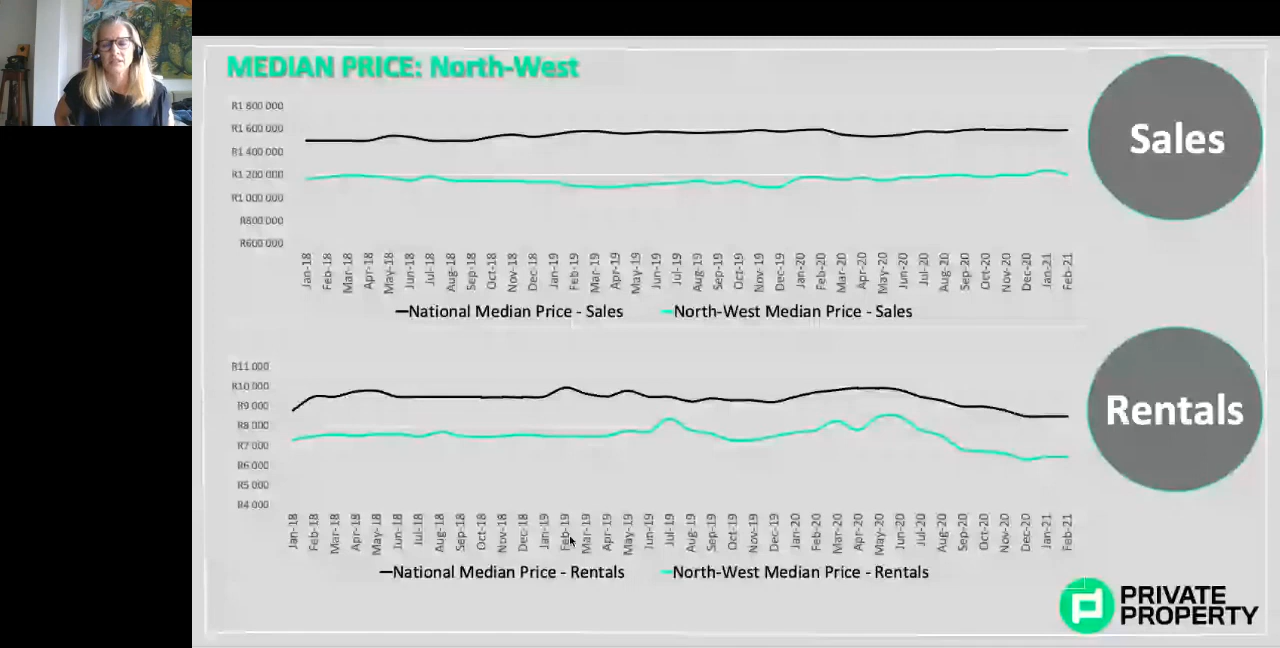 MEDIAN PRICE: North-West
R1 800 000
R1 600 000
R1 400 000
R1 200 000
R1 000 000
R800 000
R600 000
Jan-18 Feb-18 Mar-18 Apr-18 May-18 Jun-18 Jul-18 Aug-18 Sep-18 Oct-18 Nov-18 Dec-18 Jan-19 Feb-19 Mar-19 Apr-19 May-19 Jun-19 Jul-19 Aug-19 Sep-19 Oct-19 Nov-19 Dec-19 Jan-20 Feb-20 Mar-20 Apr-20 May-20 Jun-20 Jul-20 Aug-20 Sep-20 Oct-20 Nov-20 Dec-20 Jan-21 Feb-21
National Median Price - Sales North-West Median Price - Sales
Sales
R11 000
R10 000
R9 000
R8 000
R7 000
R6 000
R5 000
R4 000
Jan-18 Feb-18 Mar-18 Apr-18 May-18 Jun-18 Jul-18 Aug-18 Sep-18 Oct-18 Nov-18 Dec-18 Jan-19 Feb-19 Mar-19 Apr-19 May-19 Jun-19 Jul-19 Aug-19 Sep-19 Oct-19 Nov-19 Dec-19 Jan-20 Feb-20 Mar-20 Apr-20 May-20 Jun-20 Jul-20 Aug-20 Sep-20 Oct-20 Nov-20 Dec-20 Jan-21 Feb-21
National Median Price - Rentals North-West Median Price - Rentals
Rentals
PRIVATE
PROPERTY